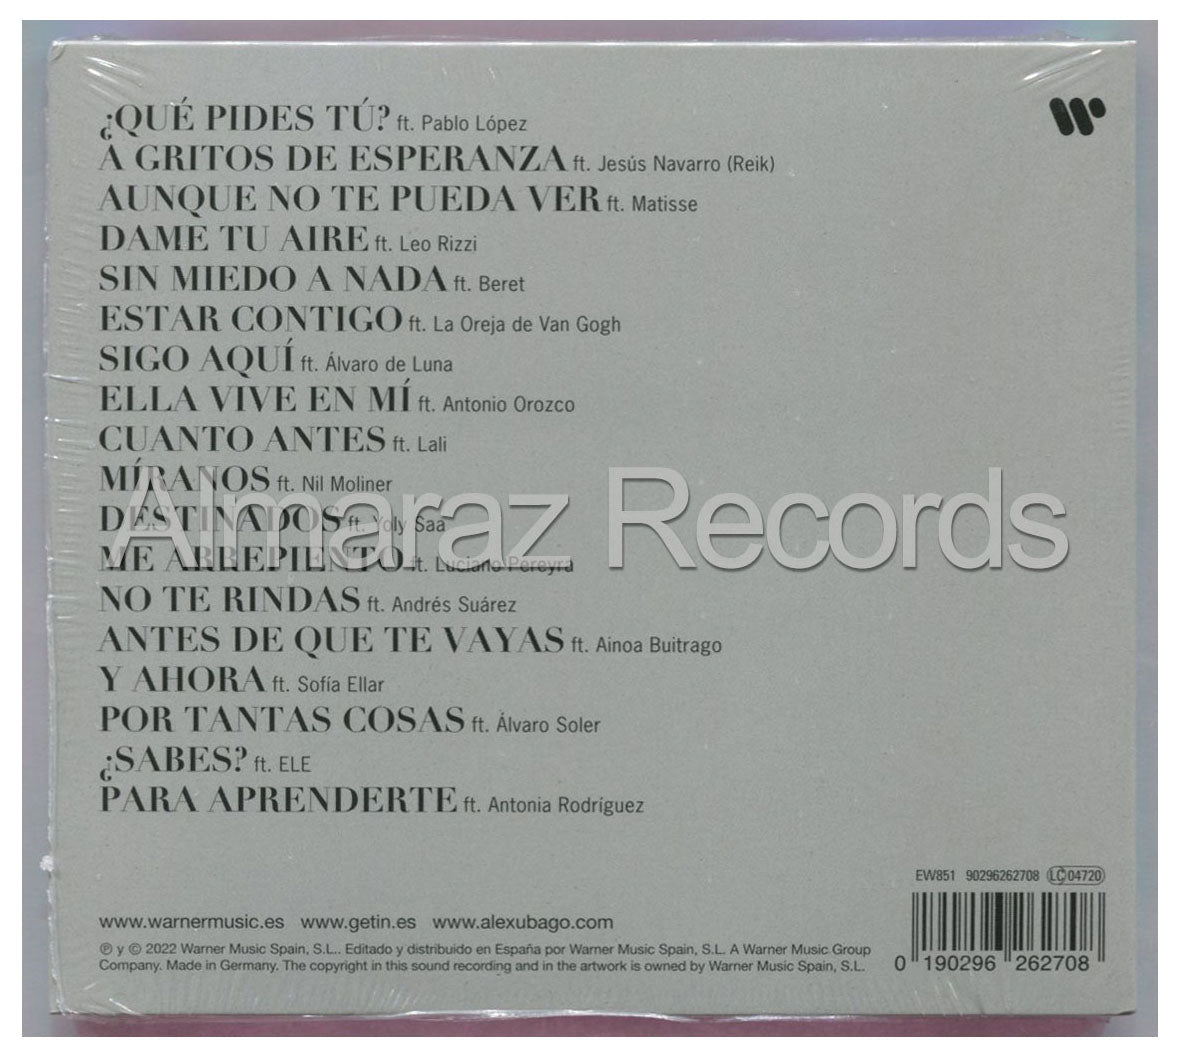 ¿QUÉ PIDES TÚ? ft. Pablo López
A GRITOS DE ESPERANZA ft. Jesús Navarro (Reik)
AUNQUE NO TE PUEDA VER ft. Matisse
DAME TU AIRE ft. Leo Rizzi
SIN MIEDO A NADA ft. Beret
ESTAR CONTIGO ft. La Oreja de Van Gogh
SIGO AQUÍ ft. Álvaro de Luna
ELLA VIVE EN MÍ ft. Antonio Orozco
CUANTO ANTES ft. Lali
MÍRANOS ft. Nil Moliner
DESTINADOS ft. Yoly Saa
Almaraz Records
ME ARREPIENTO ft. Luciano Pereyra
NO TE RINDAS ft. Andrés Suárez
ANTES DE QUE TE VAYAS ft. Ainoa Buitrago
Y AHORA ft. Sofía Ellar
POR TANTAS COSAS ft. Álvaro Soler
¿SABES? ft. ELE
PARA APRENDERTE ft. Antonia Rodríguez
EW851 90296262708 LC04720
www.warnermusic.es www.getin.es www.alexubago.com
℗ y © 2022 Warner Music Spain, S.L.. Editado y distribuido en España por Warner Music Spain, S.L. A Warner Music Group
Company. Made in Germany. The copyright in this sound recording and in the artwork is owned by Warner Music Spain, S.L.
0 190296 262708